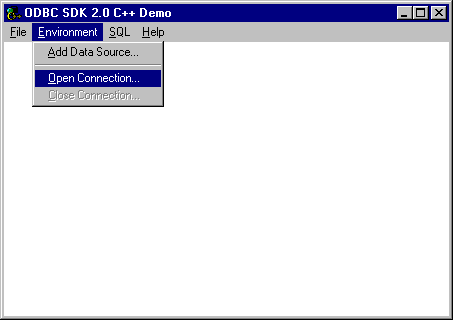 ODBC SDK 2.0 C++ Demo
File Environment SQL Help
Add Data Source...
Open Connection...
Close Connection...